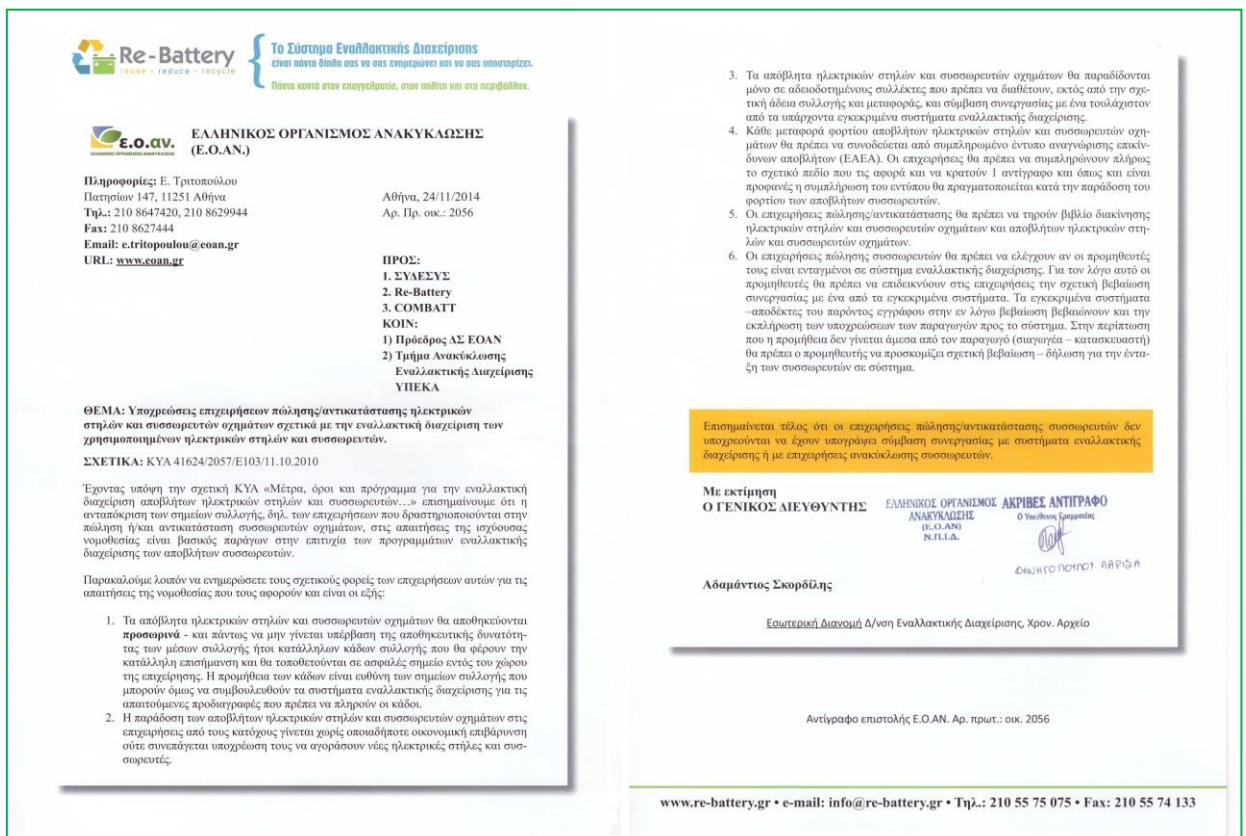 Re-Battery
reuse - reduce - recycle
Το Σύστημα Εναλλακτικής Διαχείρισης
είναι πάντα δίπλα σας να σας ενημερώνει και να σας υποστηρίζει.
Πάντα κοντά στον επαγγελματία, στον πολίτη και στο περιβάλλον.
ε.ο.αν.
ΕΛΛΗΝΙΚΟΣ ΟΡΓΑΝΙΣΜΟΣ ΑΝΑΚΥΚΛΩΣΗΣ
ΕΛΛΗΝΙΚΟΣ ΟΡΓΑΝΙΣΜΟΣ ΑΝΑΚΥΚΛΩΣΗΣ
(Ε.Ο.ΑΝ.)
Πληροφορίες: Ε. Τριτοπούλου
Πατησίων 147, 11251 Αθήνα
Τηλ.: 210 8647420, 210 8629944
Fax: 210 8627444
Email: e.tritopoulou@eoan.gr
URL: www.eoan.gr
Αθήνα, 24/11/2014
Αρ. Πρ. οικ.: 2056
ΠΡΟΣ:
1. ΣΥΔΕΣΥΣ
2. Re-Battery
3. COMBATT
ΚΟΙΝ:
1) Πρόεδρος ΔΣ ΕΟΑΝ
2) Τμήμα Ανακύκλωσης
Εναλλακτικής Διαχείρισης
ΥΠΕΚΑ
ΘΕΜΑ: Υποχρεώσεις επιχειρήσεων πώλησης/αντικατάστασης ηλεκτρικών
στηλών και συσσωρευτών οχημάτων σχετικά με την εναλλακτική διαχείριση των
χρησιμοποιημένων ηλεκτρικών στηλών και συσσωρευτών.
ΣΧΕΤΙΚΑ: ΚΥΑ 41624/2057/Ε103/11.10.2010
Έχοντας υπόψη την σχετική ΚΥΑ «Μέτρα, όροι και πρόγραμμα για την εναλλακτική
διαχείριση αποβλήτων ηλεκτρικών στηλών και συσσωρευτών…» επισημαίνουμε ότι η
ανταπόκριση των σημείων συλλογής, δηλ. των επιχειρήσεων που δραστηριοποιούνται στην
πώληση ή/και αντικατάσταση συσσωρευτών οχημάτων, στις απαιτήσεις της ισχύουσας
νομοθεσίας είναι βασικός παράγων στην επιτυχία των προγραμμάτων εναλλακτικής
διαχείρισης των αποβλήτων συσσωρευτών.
Παρακαλούμε λοιπόν να ενημερώσετε τους σχετικούς φορείς των επιχειρήσεων αυτών για τις
απαιτήσεις της νομοθεσίας που τους αφορούν και είναι οι εξής:
1. Τα απόβλητα ηλεκτρικών στηλών και συσσωρευτών οχημάτων θα αποθηκεύονται
προσωρινά - και πάντως να μην γίνεται υπέρβαση της αποθηκευτικής δυνατότη-
τας των μέσων συλλογής ήτοι κατάλληλων κάδων συλλογής που θα φέρουν την
κατάλληλη επισήμανση και θα τοποθετούνται σε ασφαλές σημείο εντός του χώρου
της επιχείρησης. Η προμήθεια των κάδων είναι ευθύνη των σημείων συλλογής που
μπορούν όμως να συμβουλευθούν τα συστήματα εναλλακτικής διαχείρισης για τις
απαιτούμενες προδιαγραφές που πρέπει να πληρούν οι κάδοι.
2. Η παράδοση των αποβλήτων ηλεκτρικών στηλών και συσσωρευτών οχημάτων στις
επιχειρήσεις από τους κατόχους γίνεται χωρίς οποιαδήποτε οικονομική επιβάρυνση
ούτε συνεπάγεται υποχρέωση τους να αγοράσουν νέες ηλεκτρικές στήλες και συσ-
σωρευτές.
3. Τα απόβλητα ηλεκτρικών στηλών και συσσωρευτών οχημάτων θα παραδίδονται
μόνο σε αδειοδοτημένους συλλέκτες που πρέπει να διαθέτουν, εκτός από την σχε-
τική άδεια συλλογής και μεταφοράς, και σύμβαση συνεργασίας με ένα τουλάχιστον
από τα υπάρχοντα εγκεκριμένα συστήματα εναλλακτικής διαχείρισης.
4. Κάθε μεταφορά φορτίου αποβλήτων ηλεκτρικών στηλών και συσσωρευτών οχη-
μάτων θα πρέπει να συνοδεύεται από συμπληρωμένο έντυπο αναγνώρισης επικίν-
δυνων αποβλήτων (ΕΑΕΑ). Οι επιχειρήσεις θα πρέπει να συμπληρώνουν πλήρως
το σχετικό πεδίο που τις αφορά και να κρατούν 1 αντίγραφο και όπως και είναι
προφανές η συμπλήρωση του εντύπου θα πραγματοποιείται κατά την παράδοση του
φορτίου των αποβλήτων συσσωρευτών.
5. Οι επιχειρήσεις πώλησης/αντικατάστασης θα πρέπει να τηρούν βιβλίο διακίνησης
ηλεκτρικών στηλών και συσσωρευτών οχημάτων και αποβλήτων ηλεκτρικών στη-
λών και συσσωρευτών οχημάτων.
6. Οι επιχειρήσεις πώλησης συσσωρευτών θα πρέπει να ελέγχουν αν οι προμηθευτές
τους είναι ενταγμένοι σε σύστημα εναλλακτικής διαχείρισης. Για τον λόγο αυτό οι
προμηθευτές θα πρέπει να επιδεικνύουν στις επιχειρήσεις την σχετική βεβαίωση
συνεργασίας με ένα από τα εγκεκριμένα συστήματα. Τα εγκεκριμένα συστήματα
–αποδέκτες του παρόντος εγγράφου στην εν λόγω βεβαίωση βεβαιώνουν και την
εκπλήρωση των υποχρεώσεων των παραγωγών προς το σύστημα. Στην περίπτωση
που η προμήθεια δεν γίνεται άμεσα από τον παραγωγό (σιαγωγέα – κατασκευαστή)
θα πρέπει ο προμηθευτής να προσκομίζει σχετική βεβαίωση – δήλωση για την έντα-
ξη των συσσωρευτών σε σύστημα.
Επισημαίνεται τέλος ότι οι επιχειρήσεις πώλησης/αντικατάστασης συσσωρευτών δεν
υποχρεούνται να έχουν υπογράψει σύμβαση συνεργασίας με συστήματα εναλλακτικής
διαχείρισης ή με επιχειρήσεις ανακύκλωσης συσσωρευτών.
Με εκτίμηση
Ο ΓΕΝΙΚΟΣ ΔΙΕΥΘΥΝΤΗΣ
ΕΛΛΗΝΙΚΟΣ ΟΡΓΑΝΙΣΜΟΣ
ΑΝΑΚΥΚΛΩΣΗΣ
(Ε.Ο.ΑΝ)
Ν.Π.Ι.Δ.
ΑΚΡΙΒΕΣ ΑΝΤΙΓΡΑΦΟ
Ο Υπεύθυνος Γραμματέας
Αδαμάντιος Σκορδίλης
Εσωτερική Διανομή Δ/νση Εναλλακτικής Διαχείρισης, Χρον. Αρχείο
Αντίγραφο επιστολής Ε.Ο.ΑΝ. Αρ. πρωτ.: οικ. 2056
www.re-battery.gr • e-mail: info@re-battery.gr • Τηλ.: 210 55 75 075 • Fax: 210 55 74 133